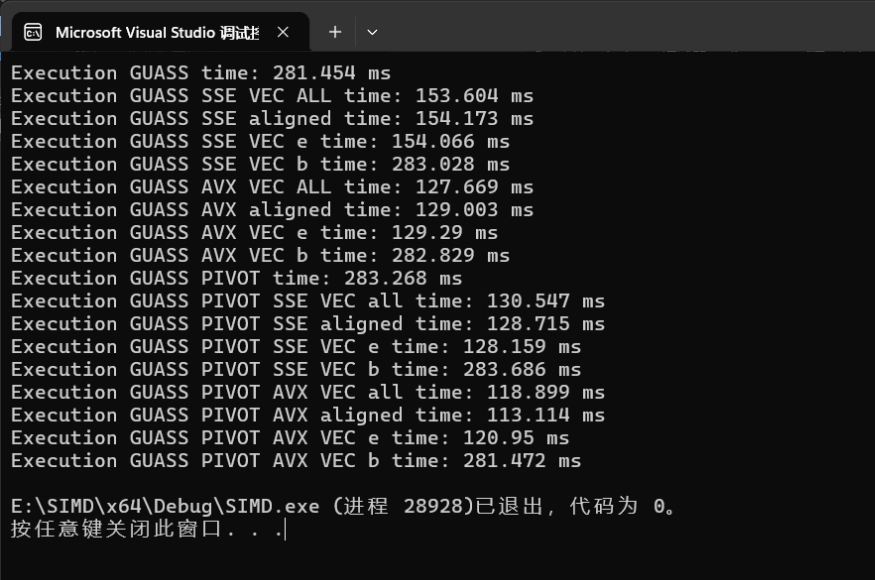 Microsoft Visual Studio 调试
Execution GUASS time: 281.454 ms
Execution GUASS SSE VEC ALL time: 153.604 ms
Execution GUASS SSE aligned time: 154.173 ms
Execution GUASS SSE VEC e time: 154.066 ms
Execution GUASS SSE VEC b time: 283.028 ms
Execution GUASS AVX VEC ALL time: 127.669 ms
Execution GUASS AVX aligned time: 129.003 ms
Execution GUASS AVX VEC e time: 129.29 ms
Execution GUASS AVX VEC b time: 282.829 ms
Execution GUASS PIVOT time: 283.268 ms
Execution GUASS PIVOT SSE VEC all time: 130.547 ms
Execution GUASS PIVOT SSE aligned time: 128.715 ms
Execution GUASS PIVOT SSE VEC e time: 128.159 ms
Execution GUASS PIVOT SSE VEC b time: 283.686 ms
Execution GUASS PIVOT AVX VEC all time: 118.899 ms
Execution GUASS PIVOT AVX aligned time: 113.114 ms
Execution GUASS PIVOT AVX VEC e time: 120.95 ms
Execution GUASS PIVOT AVX VEC b time: 281.472 ms
E:\SIMD\x64\Debug\SIMD.exe (进程 28928)已退出，代码为 0。
按任意键关闭此窗口. . .